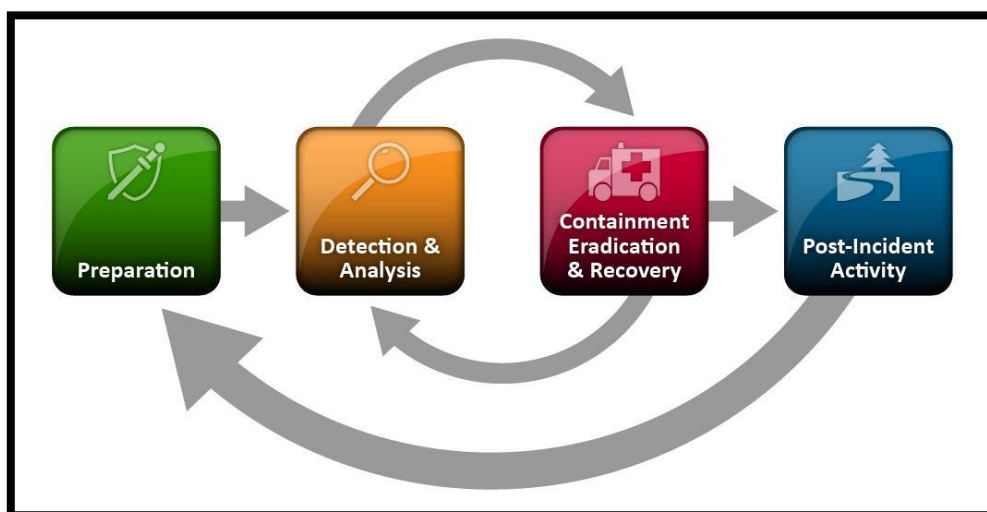 Preparation
Detection &
Analysis
Containment
Eradication
& Recovery
Post-Incident
Activity